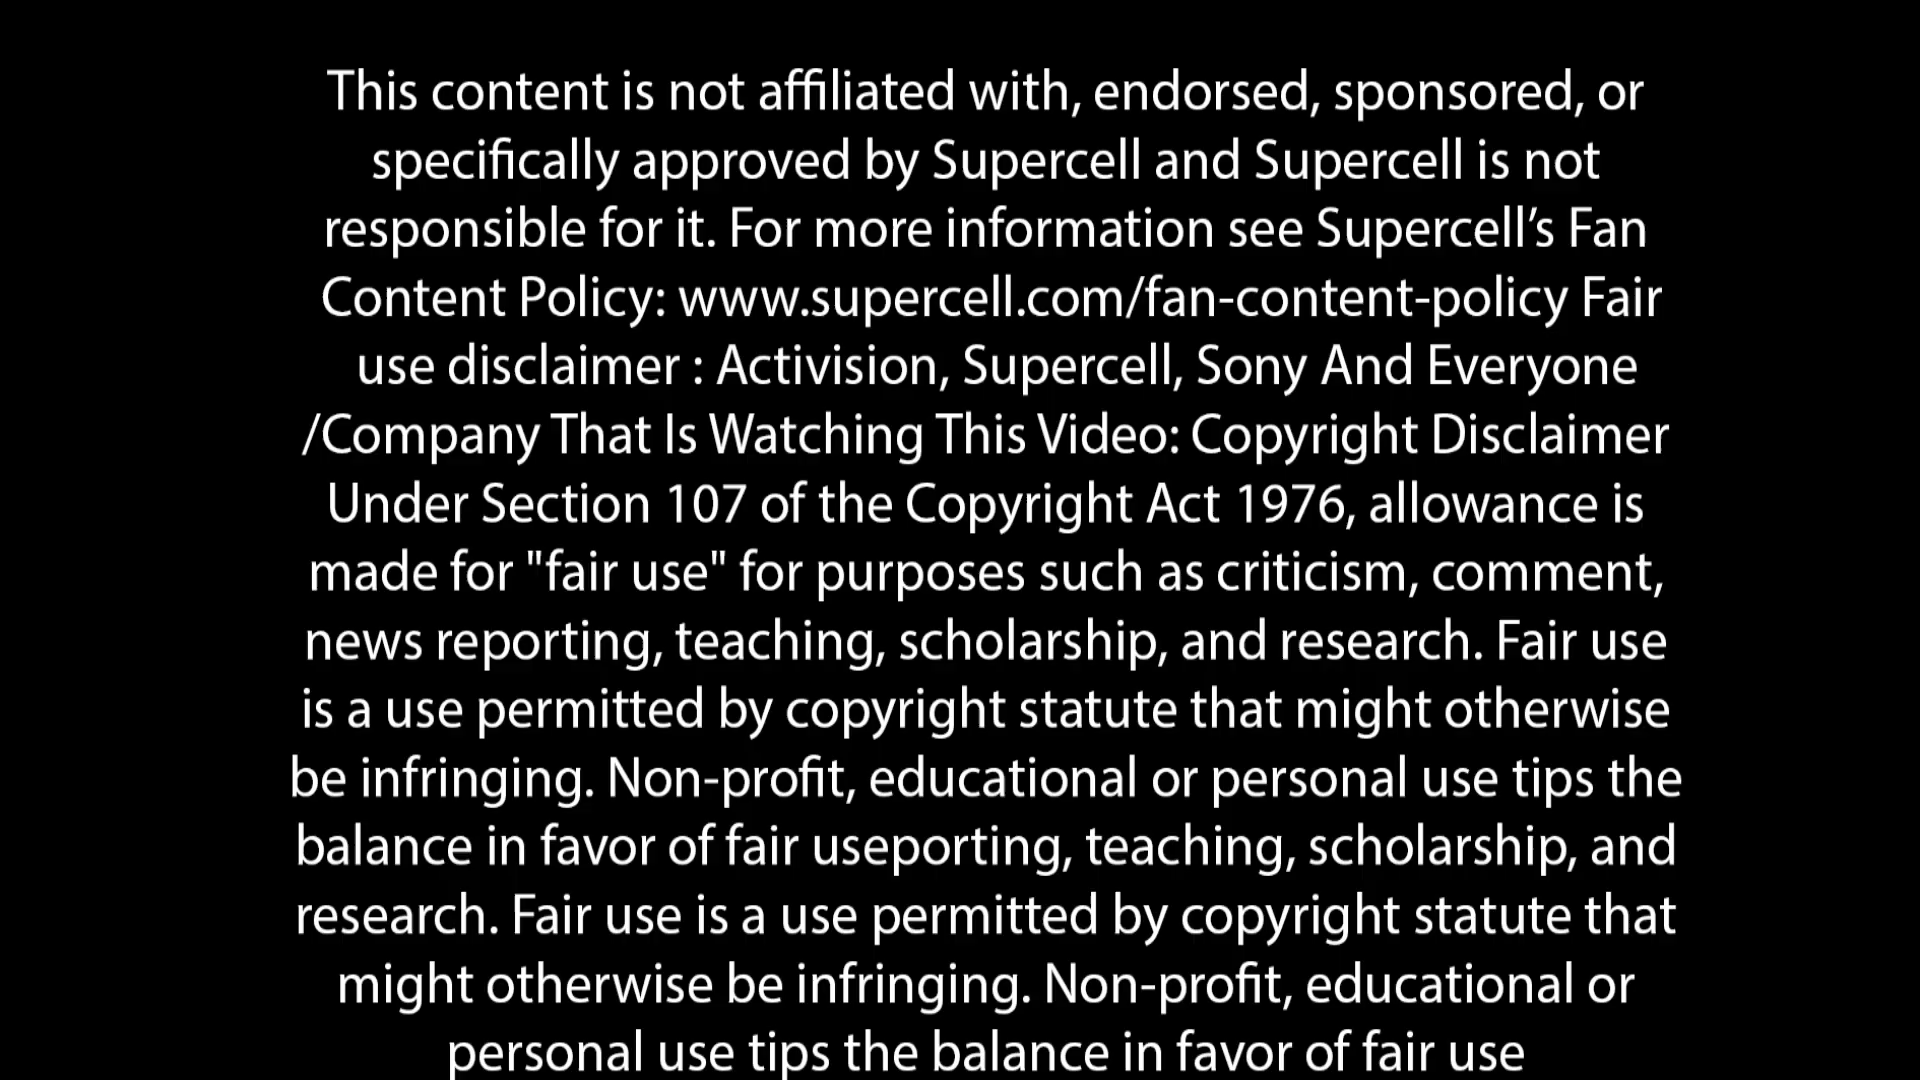 This content is not affiliated with, endorsed, sponsored, or
specifically approved by Supercell and Supercell is not
responsible for it. For more information see Supercell’s Fan
Content Policy: www.supercell.com/fan-content-policy Fair
use disclaimer : Activision, Supercell, Sony And Everyone
/Company That Is Watching This Video: Copyright Disclaimer
Under Section 107 of the Copyright Act 1976, allowance is
made for "fair use" for purposes such as criticism, comment,
news reporting, teaching, scholarship, and research. Fair use
is a use permitted by copyright statute that might otherwise
be infringing. Non-profit, educational or personal use tips the
balance in favor of fair useporting, teaching, scholarship, and
research. Fair use is a use permitted by copyright statute that
might otherwise be infringing. Non-profit, educational or
personal use tips the balance in favor of fair use